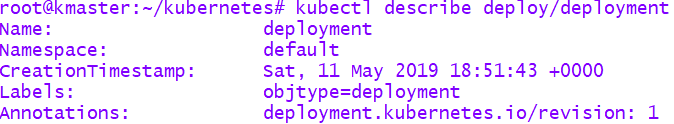 root@kmaster:~/kubernetes# kubectl describe deploy/deployment
Name: deployment
Namespace: default
CreationTimestamp: Sat, 11 May 2019 18:51:43 +0000
Labels: objtype=deployment
Annotations: deployment.kubernetes.io/revision: 1